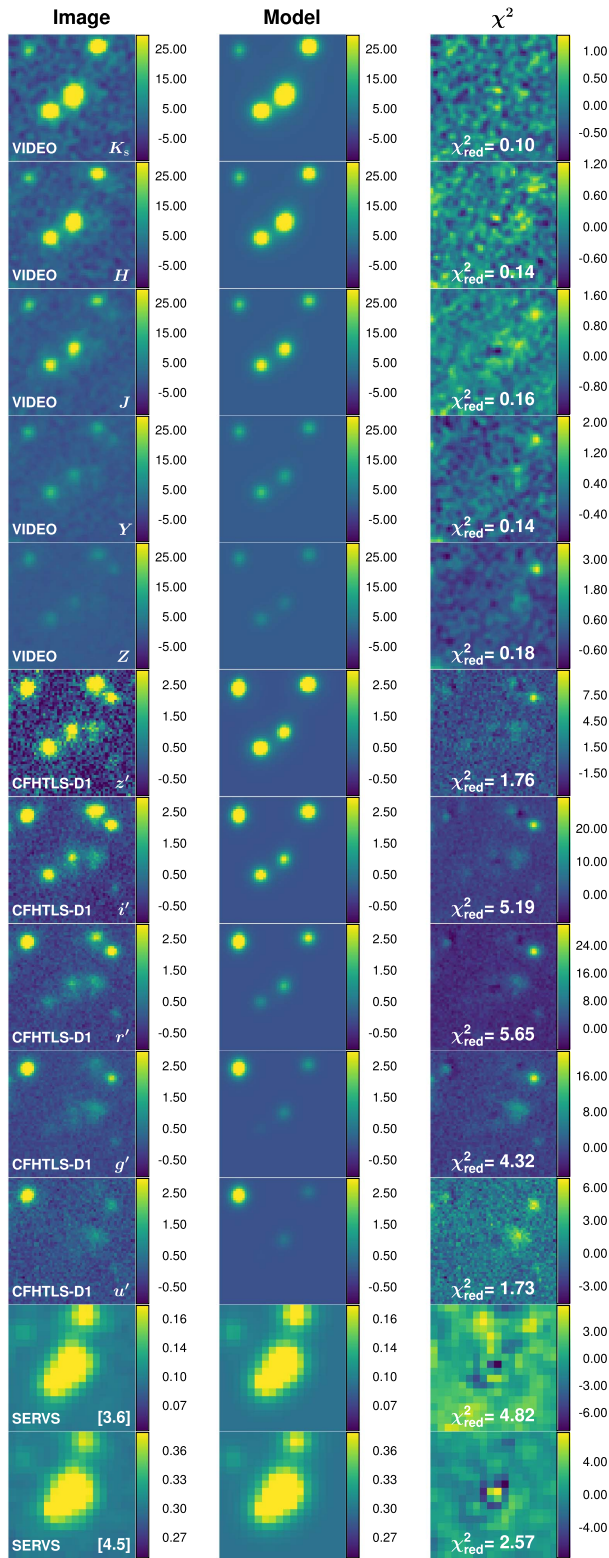 Image Model χ²
25.00 15.00 5.00 -5.00 VIDEO Kₛ
25.00 15.00 5.00 -5.00
1.00 0.00 -0.50 χ²red= 0.10
25.00 15.00 5.00 -5.00 VIDEO H
25.00 15.00 5.00 -5.00
1.20 0.60 0.00 -0.60 χ²red= 0.14
25.00 15.00 5.00 -5.00 VIDEO J
25.00 15.00 5.00 -5.00
1.60 0.80 0.00 -0.80 χ²red= 0.16
25.00 15.00 5.00 -5.00 VIDEO Y
25.00 15.00 5.00 -5.00
2.00 1.20 0.40 -0.40 χ²red= 0.14
25.00 15.00 5.00 -5.00 VIDEO Z
25.00 15.00 5.00 -5.00
3.00 1.80 0.60 -0.60 χ²red= 0.18
2.50 1.50 0.50 -0.50 CFHTLS-D1 z′
2.50 1.50 0.50 -0.50
7.50 4.50 1.50 -1.50 χ²red= 1.76
2.50 1.50 0.50 -0.50 CFHTLS-D1 i′
2.50 1.50 0.50 -0.50
20.00 10.00 0.00 χ²red= 5.19
2.50 1.50 0.50 -0.50 CFHTLS-D1 r′
2.50 1.50 0.50 -0.50
24.00 16.00 8.00 0.00 χ²red= 5.65
2.50 1.50 0.50 -0.50 CFHTLS-D1 g′
2.50 1.50 0.50 -0.50
16.00 8.00 0.00 χ²red= 4.32
2.50 1.50 0.50 -0.50 CFHTLS-D1 u′
2.50 1.50 0.50 -0.50
6.00 3.00 0.00 -3.00 χ²red= 1.73
0.16 0.14 0.10 0.07 SERVS [3.6]
0.16 0.14 0.10 0.07
3.00 0.00 -3.00 -6.00 χ²red= 4.82
0.36 0.33 0.30 0.27 SERVS [4.5]
0.36 0.33 0.30 0.27
4.00 0.00 -4.00 χ²red= 2.57